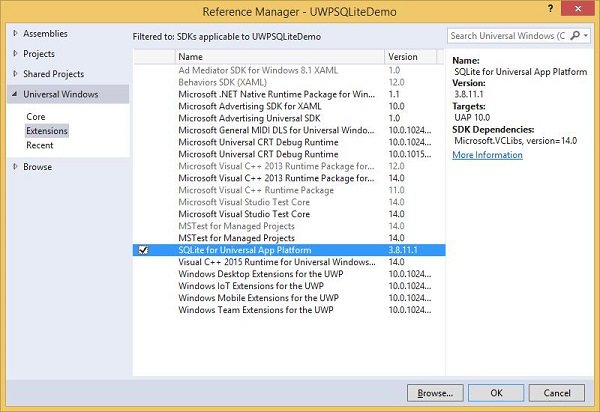 Reference Manager - UWPSQLiteDemo
Assemblies
Projects
Shared Projects
Universal Windows
Core
Extensions
Recent
Browse
Filtered to: SDKs applicable to UWPSQLiteDemo
Search Universal Windows (C
Name Version
Ad Mediator SDK for Windows 8.1 XAML 1.0
Behaviors SDK (XAML) 12.0
Microsoft .NET Native Runtime Package for Win... 1.1
Microsoft Advertising SDK for XAML 10.0
Microsoft Advertising Universal SDK 1.0
Microsoft General MIDI DLS for Universal Windo... 10.0.1024...
Microsoft Universal CRT Debug Runtime 10.0.1024...
Microsoft Universal CRT Debug Runtime 10.0.1015...
Microsoft Visual C++ 2013 Runtime Package for... 12.0
Microsoft Visual C++ 2013 Runtime Package for... 14.0
Microsoft Visual C++ Runtime Package 11.0
Microsoft Visual Studio Test Core 14.0
Microsoft Visual Studio Test Core 14.0
MSTest for Managed Projects 14.0
MSTest for Managed Projects 14.0
SQLite for Universal App Platform 3.8.11.1
Visual C++ 2015 Runtime for Universal Windows... 14.0
Windows Desktop Extensions for the UWP 10.0.1024...
Windows IoT Extensions for the UWP 10.0.1024...
Windows Mobile Extensions for the UWP 10.0.1024...
Windows Team Extensions for the UWP 10.0.1024...
Name:
SQLite for Universal App Platform
Version:
3.8.11.1
Targets:
UAP 10.0
SDK Dependencies:
Microsoft.VCLibs, version=14.0
More Information
Browse...
OK
Cancel